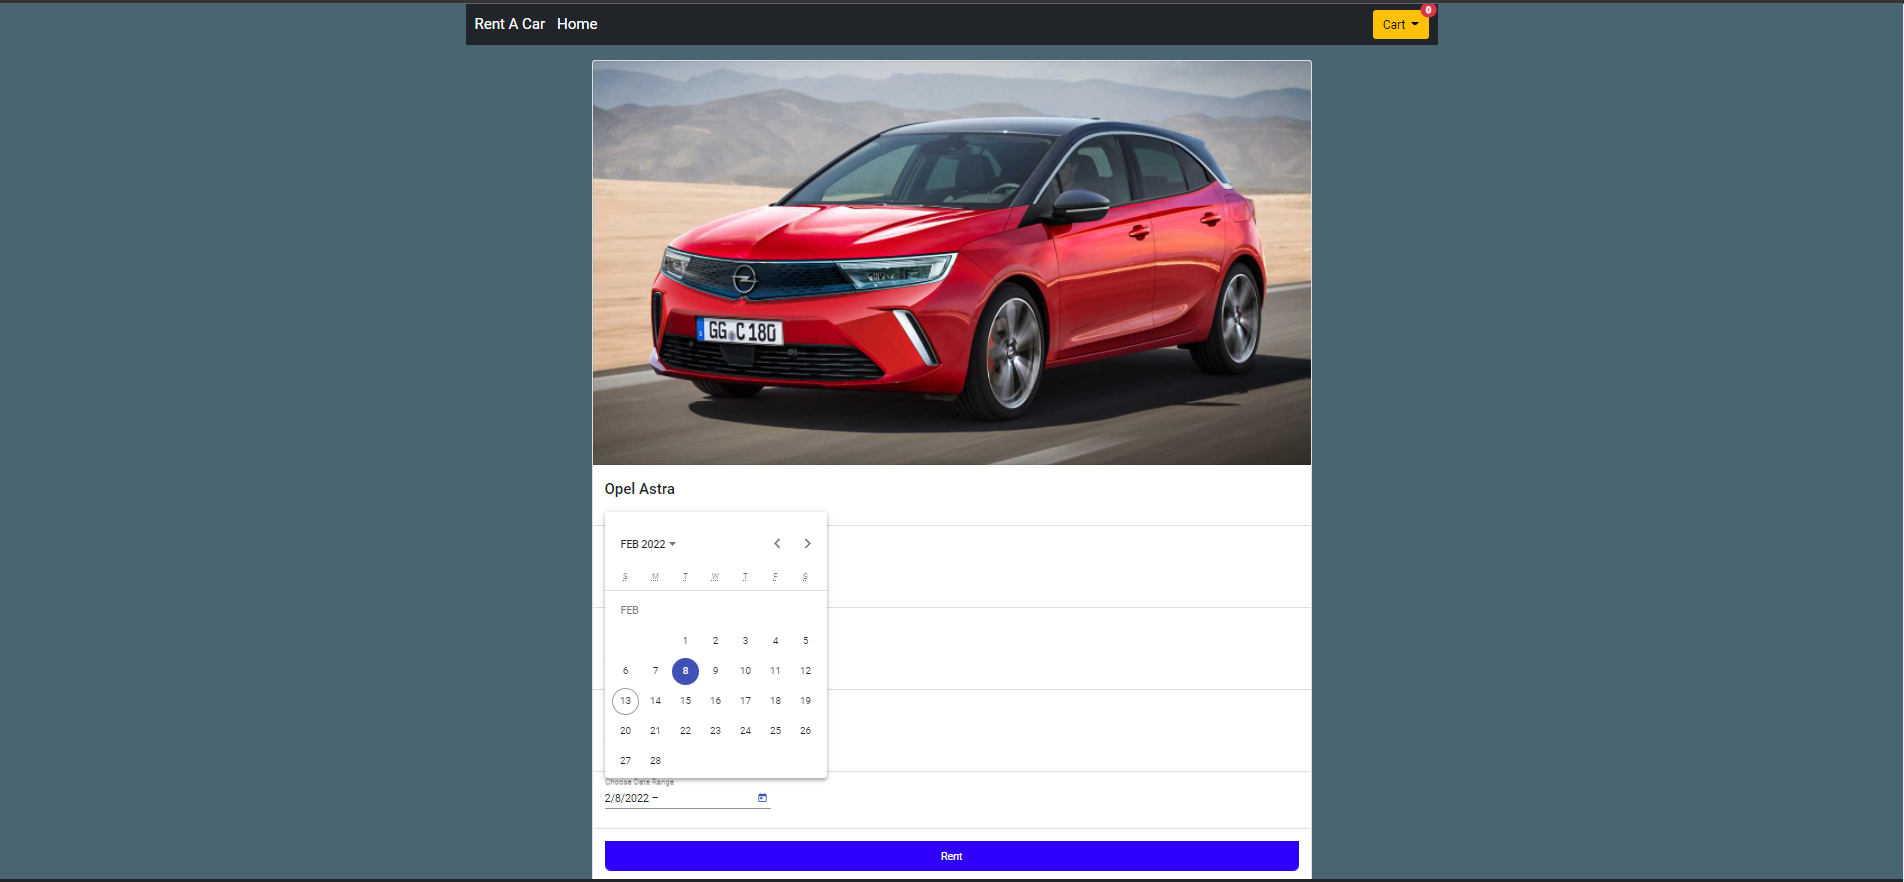 Rent A Car Home Cart 0
GG C 180
Opel Astra
FEB 2022
S M T W T F S
FEB
1 2 3 4 5
6 7 8 9 10 11 12
13 14 15 16 17 18 19
20 21 22 23 24 25 26
27 28
Choose Date Range
2/8/2022 –
Rent